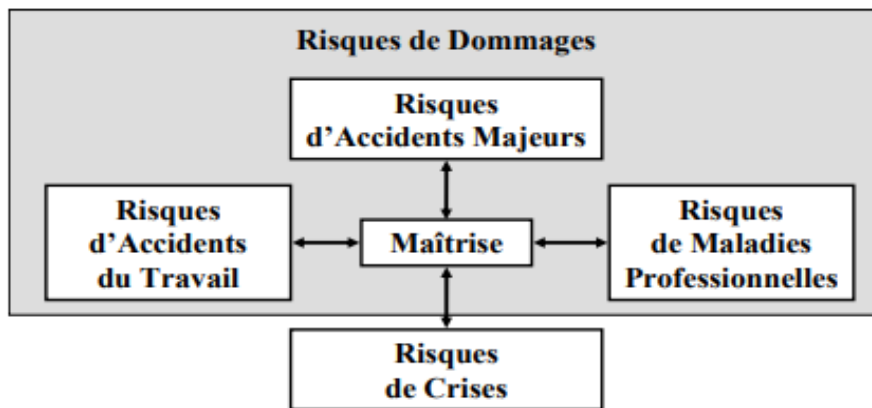 Risques de Dommages
Risques
d'Accidents Majeurs
Risques
d'Accidents
du Travail
Maîtrise
Risques
de Maladies
Professionnelles
Risques
de Crises